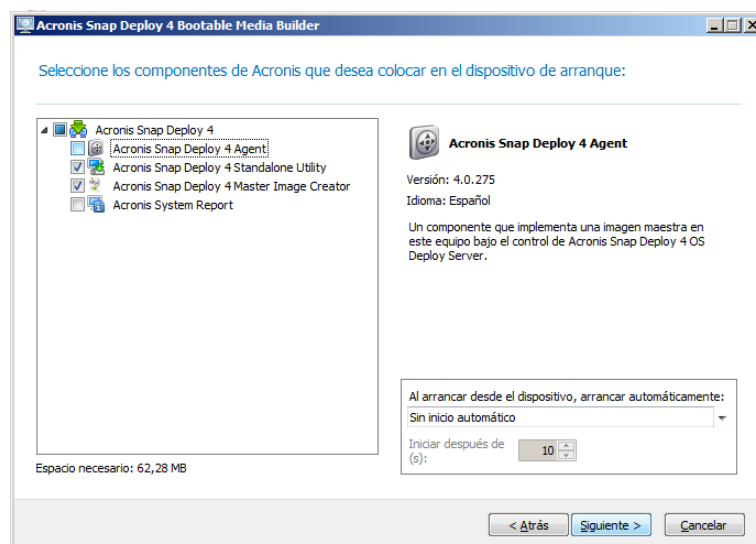 Acronis Snap Deploy 4 Bootable Media Builder
Seleccione los componentes de Acronis que desea colocar en el dispositivo de arranque:
Acronis Snap Deploy 4
Acronis Snap Deploy 4 Agent
Acronis Snap Deploy 4 Standalone Utility
Acronis Snap Deploy 4 Master Image Creator
Acronis System Report
Espacio necesario: 62,28 MB
Acronis Snap Deploy 4 Agent
Versión: 4.0.275
Idioma: Español
Un componente que implementa una imagen maestra en
este equipo bajo el control de Acronis Snap Deploy 4 OS
Deploy Server.
Al arrancar desde el dispositivo, arrancar automáticamente:
Sin inicio automático
Iniciar después de
(s):
10
< Atrás
Siguiente >
Cancelar